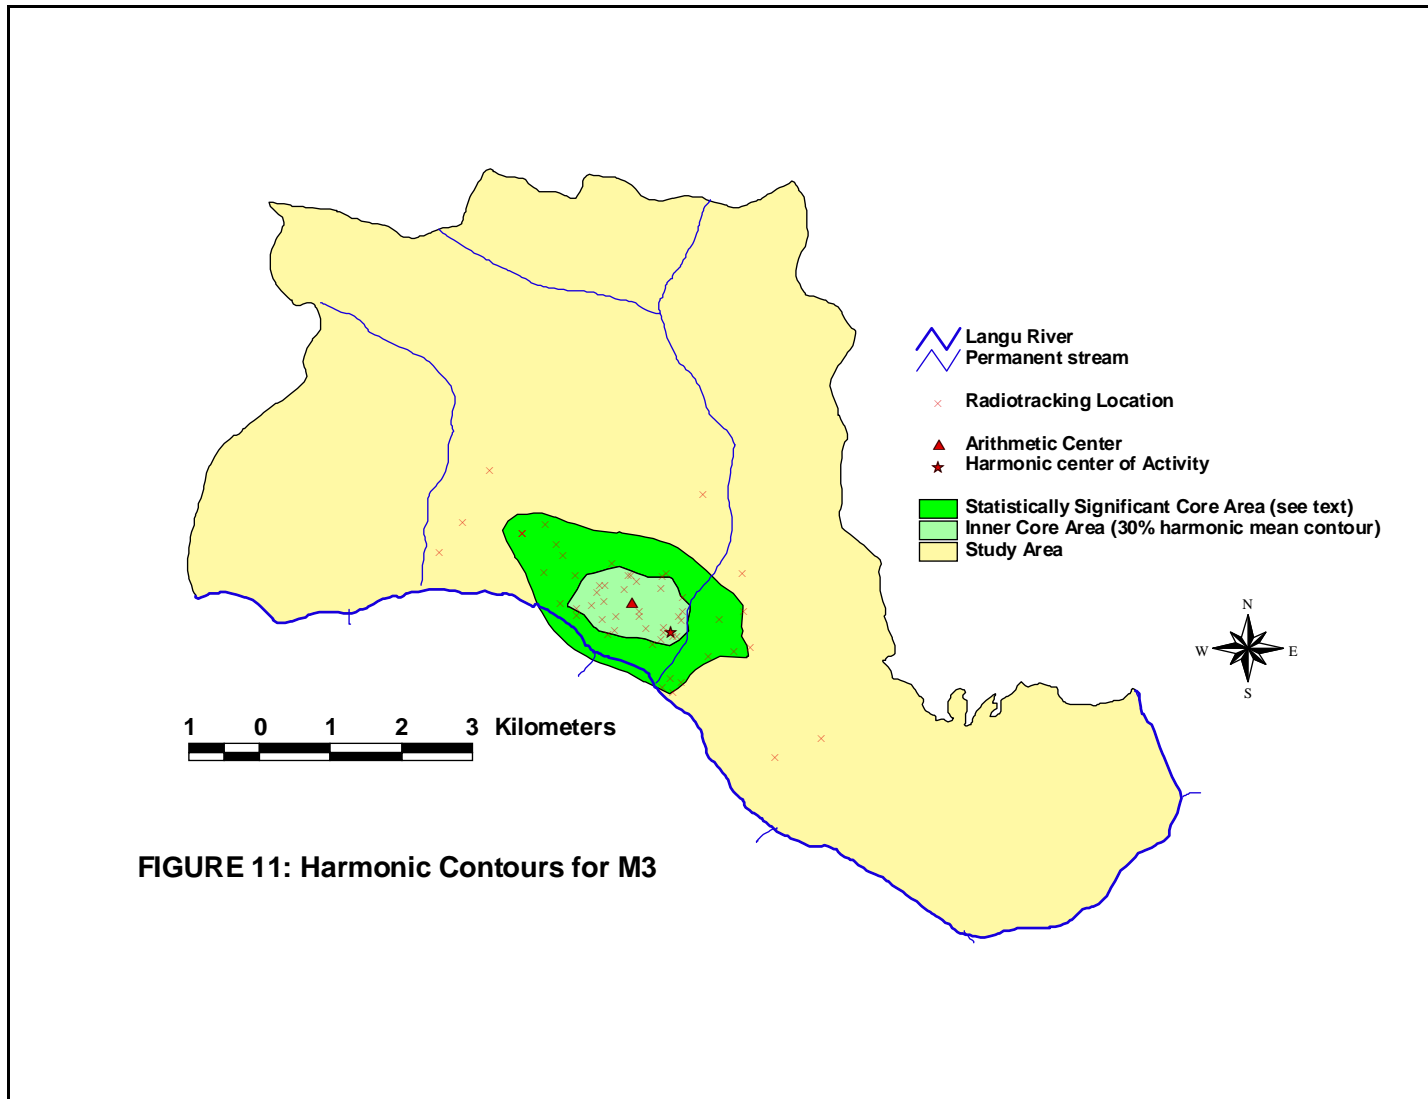 Langu River
Permanent stream
Radiotracking Location
Arithmetic Center
Harmonic center of Activity
Statistically Significant Core Area (see text)
Inner Core Area (30% harmonic mean contour)
Study Area
N
W E
S
1 0 1 2 3 Kilometers
FIGURE 11: Harmonic Contours for M3